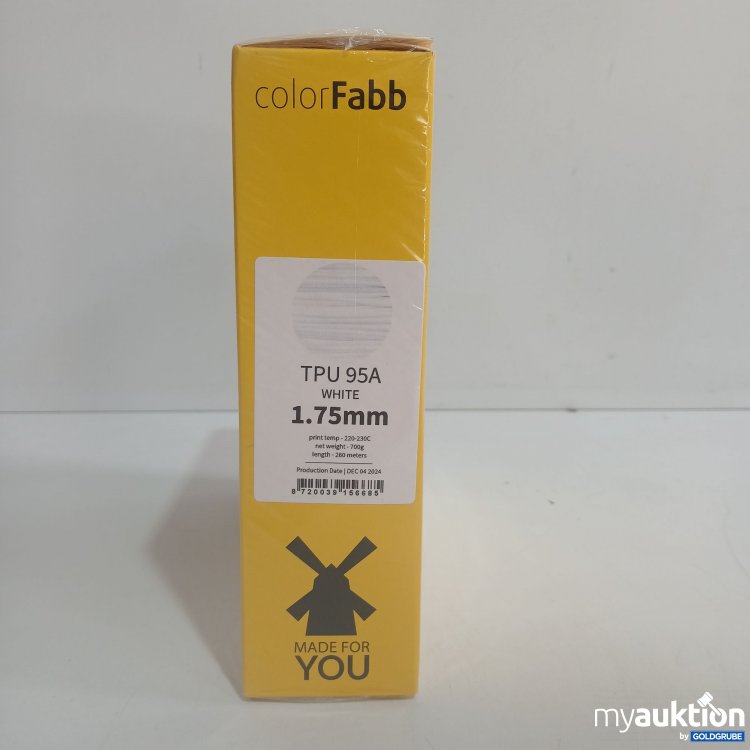 colorFabb
TPU 95A
WHITE
1.75mm
print temp - 220-230C
net weight - 700g
length - 260 meters
Production Date | DEC 04 2024
8 720039 156685
MADE FOR
YOU
myauktion
by GOLDGRUBE